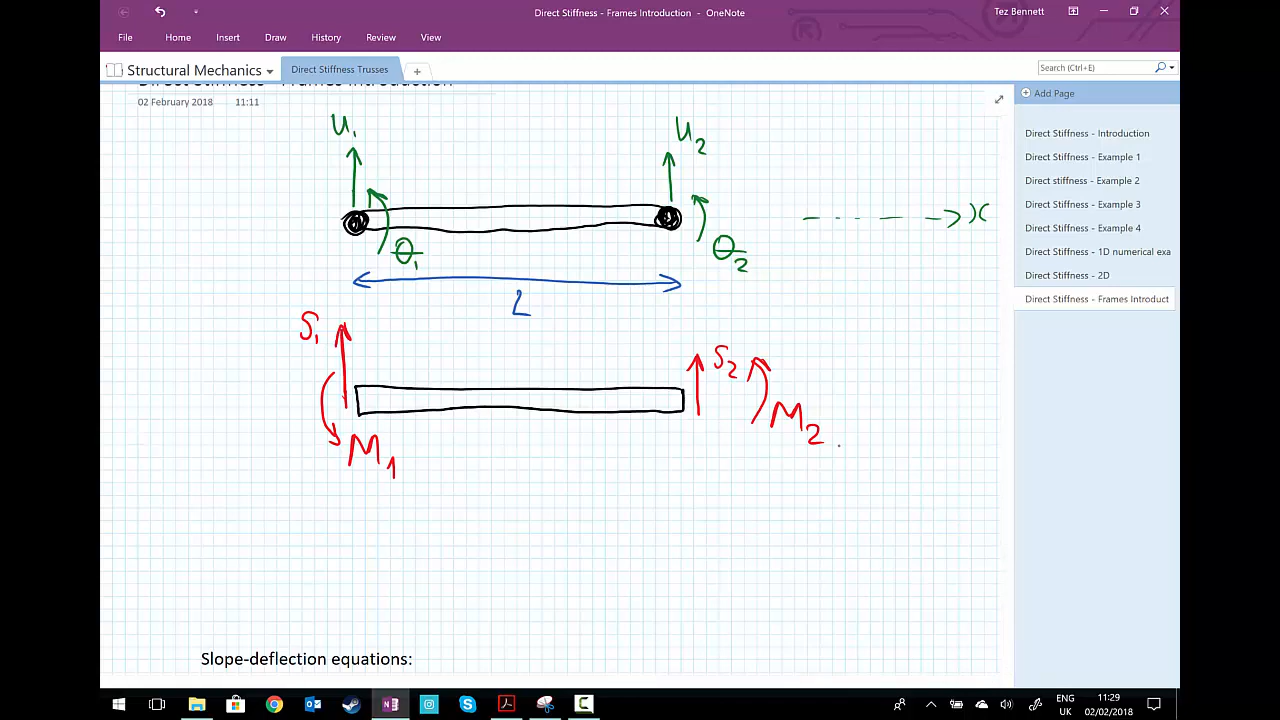 Direct Stiffness - Frames Introduction - OneNote
Tez Bennett
File Home Insert Draw History Review View
Structural Mechanics
Direct Stiffness Trusses
Search (Ctrl+E)
Direct Stiffness - Frames Introduction
02 February 2018 11:11
Add Page
Direct Stiffness - Introduction
Direct Stiffness - Example 1
Direct stiffness - Example 2
Direct Stiffness - Example 3
Direct Stiffness - Example 4
Direct Stiffness - 1D numerical exa
Direct Stiffness - 2D
Direct Stiffness - Frames Introduct
u1 u2
x
θ1 θ2
L
S1 S2
M1 M2
Slope-deflection equations:
ENG
UK
11:29
02/02/2018